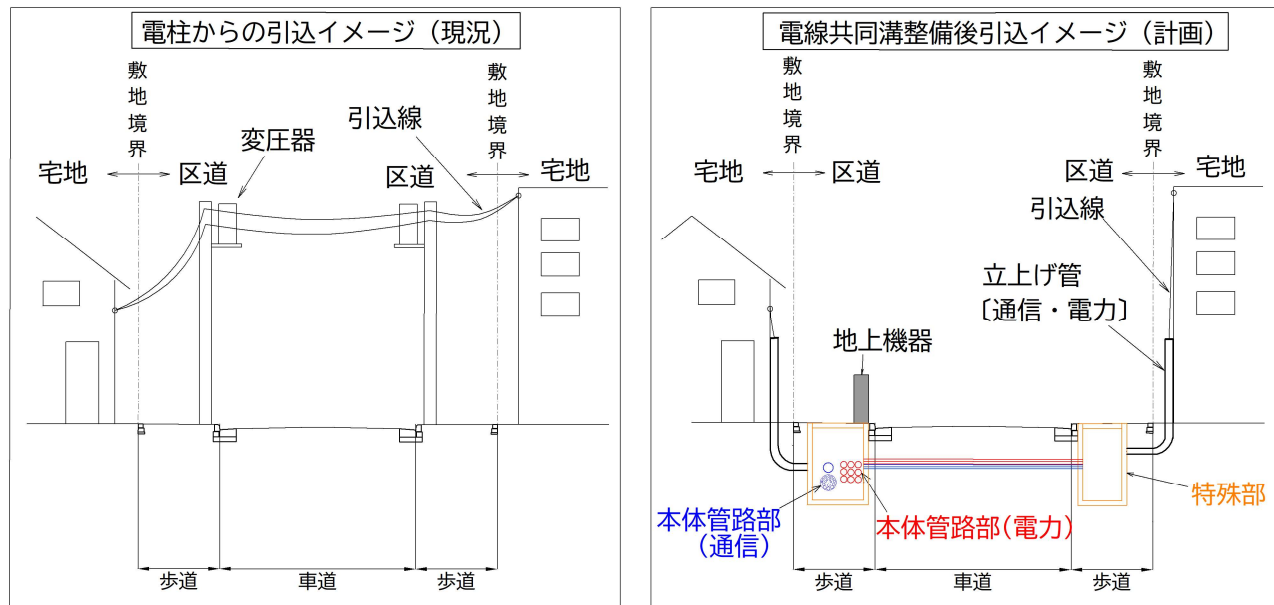 電柱からの引込イメージ（現況）
敷地境界
敷地境界
引込線
変圧器
宅地
区道
区道
宅地
歩道
車道
歩道
電線共同溝整備後引込イメージ（計画）
敷地境界
敷地境界
宅地
区道
区道
宅地
引込線
立上げ管
〔通信・電力〕
地上機器
特殊部
本体管路部
（通信）
本体管路部（電力）
歩道
車道
歩道